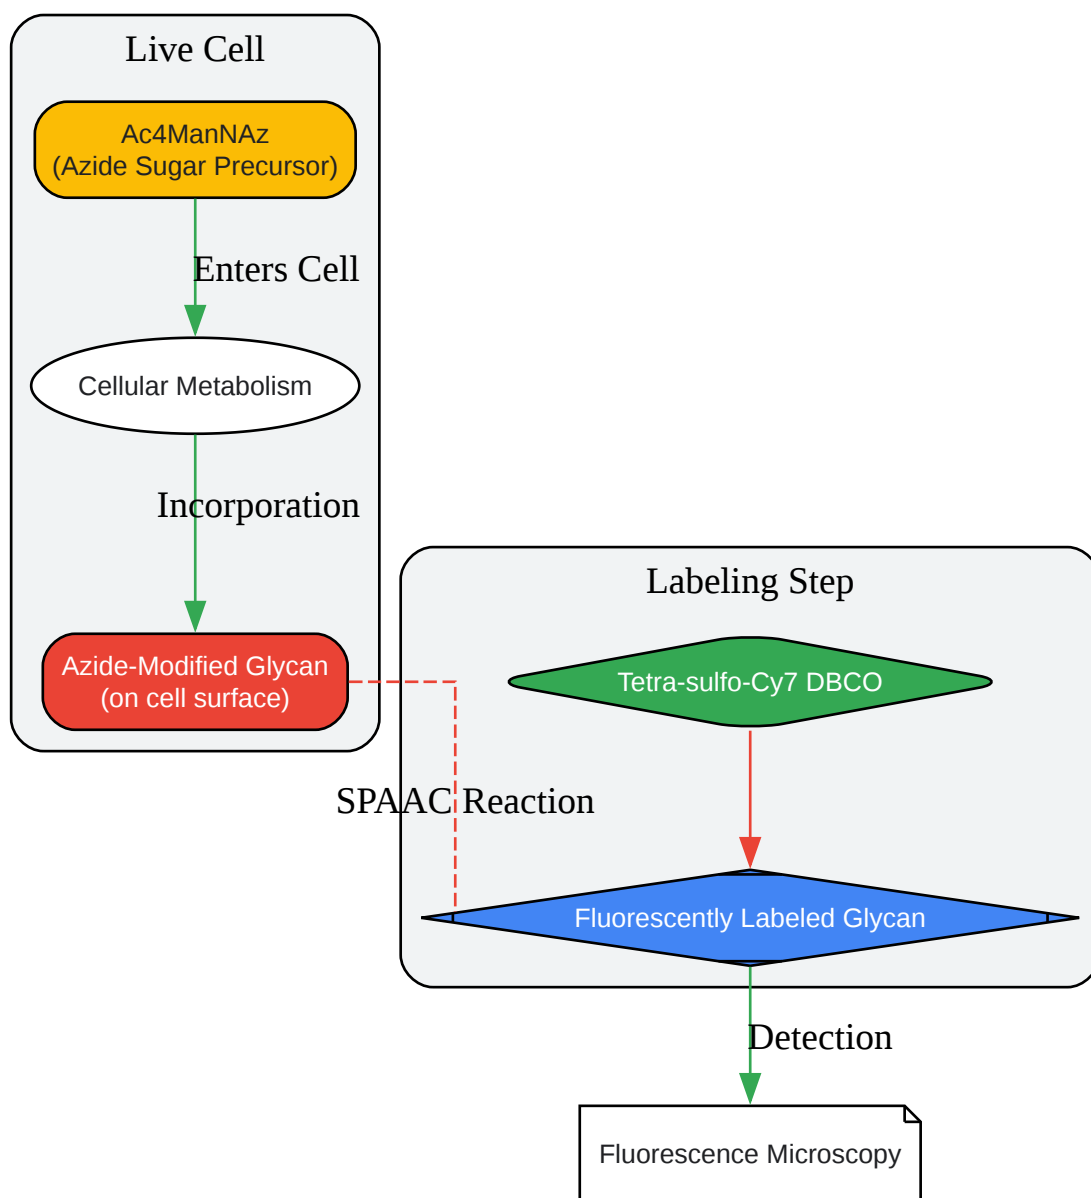 Live Cell
Ac4ManNAz
(Azide Sugar Precursor)
Enters Cell
Cellular Metabolism
Incorporation
Azide-Modified Glycan
(on cell surface)
Labeling Step
Tetra-sulfo-Cy7 DBCO
SPAAC Reaction
Fluorescently Labeled Glycan
Detection
Fluorescence Microscopy